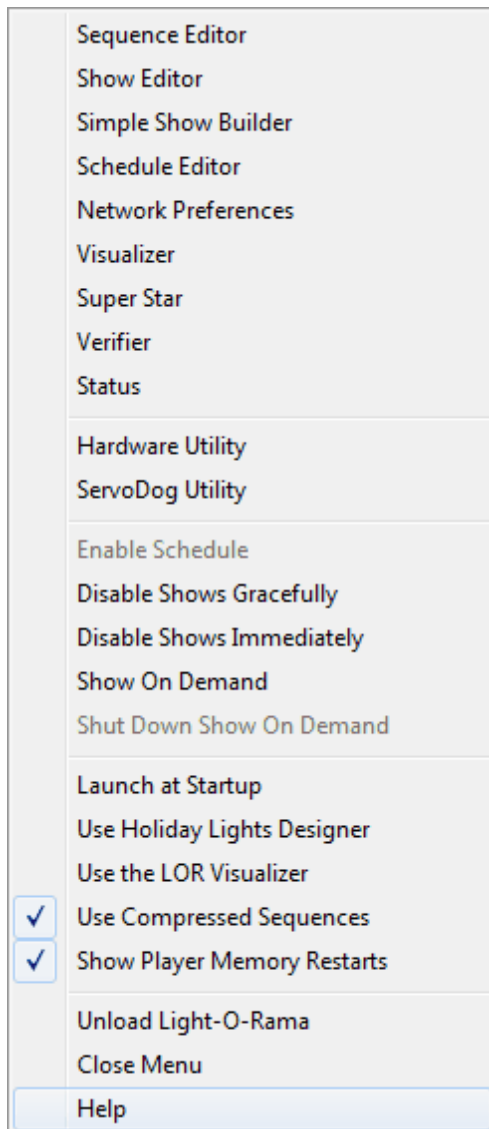 Sequence Editor
Show Editor
Simple Show Builder
Schedule Editor
Network Preferences
Visualizer
Super Star
Verifier
Status
Hardware Utility
ServoDog Utility
Enable Schedule
Disable Shows Gracefully
Disable Shows Immediately
Show On Demand
Shut Down Show On Demand
Launch at Startup
Use Holiday Lights Designer
Use the LOR Visualizer
Use Compressed Sequences
Show Player Memory Restarts
Unload Light-O-Rama
Close Menu
Help